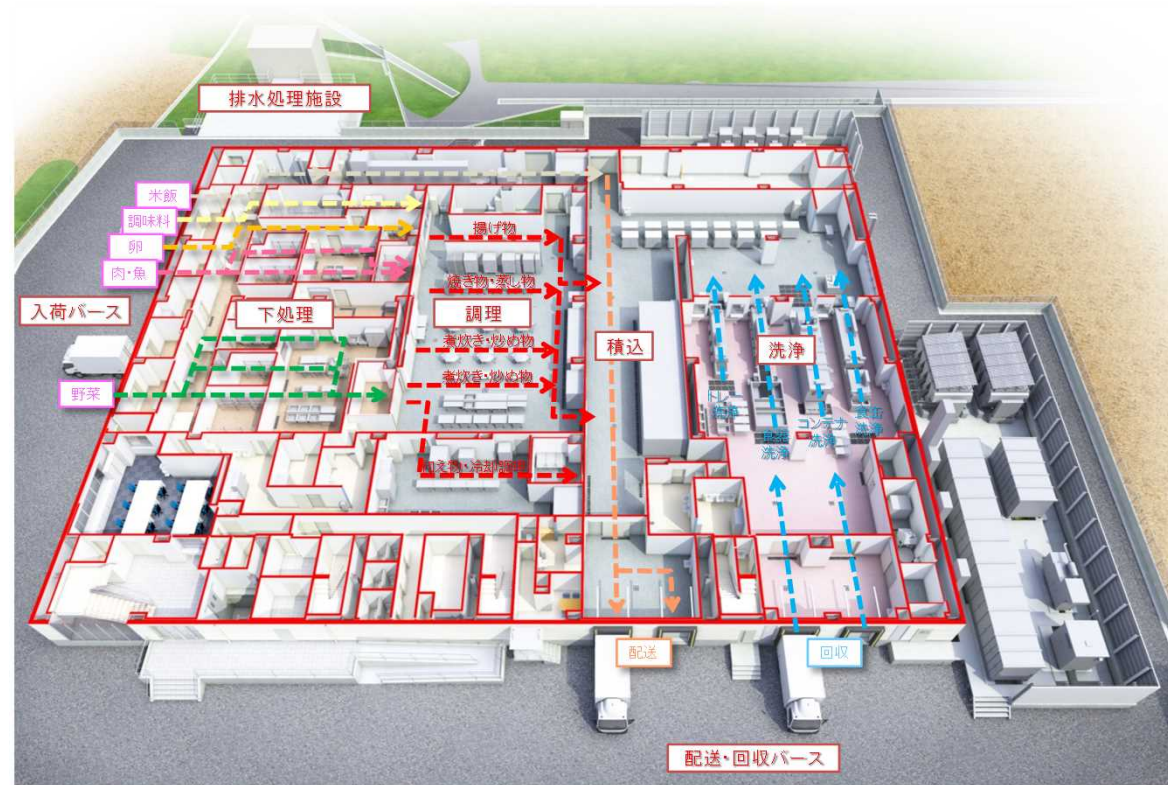 排水処理施設
米飯
調味料
卵
肉・魚
入荷バース
野菜
下処理
揚げ物
焼き物・蒸し物
調理
煮炊き・炒め物
煮炊き・炒め物
和え物・冷却調理
積込
洗浄
トレー
洗浄
食器
洗浄
コンテナ
洗浄
食缶
洗浄
配送
回収
配送・回収バース